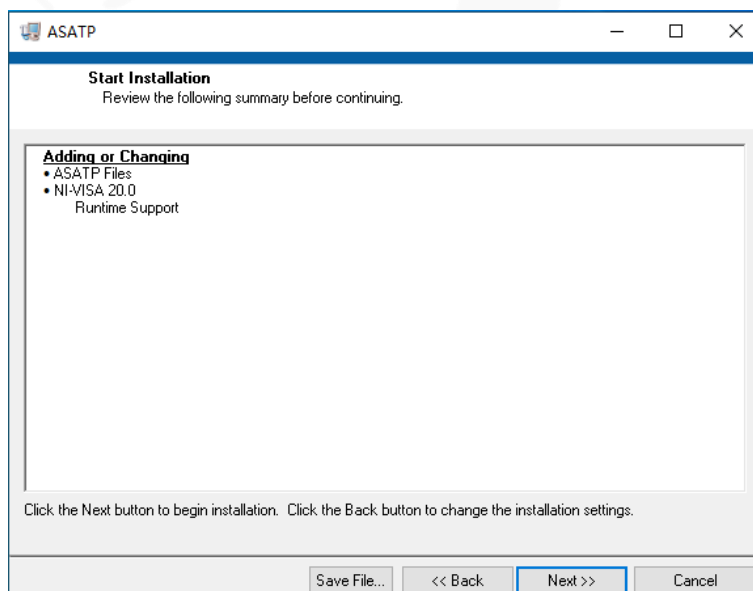 ASATP
Start Installation
Review the following summary before continuing.
Adding or Changing
• ASATP Files
• NI-VISA 20.0
Runtime Support
Click the Next button to begin installation.  Click the Back button to change the installation settings.
Save File...
<< Back
Next >>
Cancel